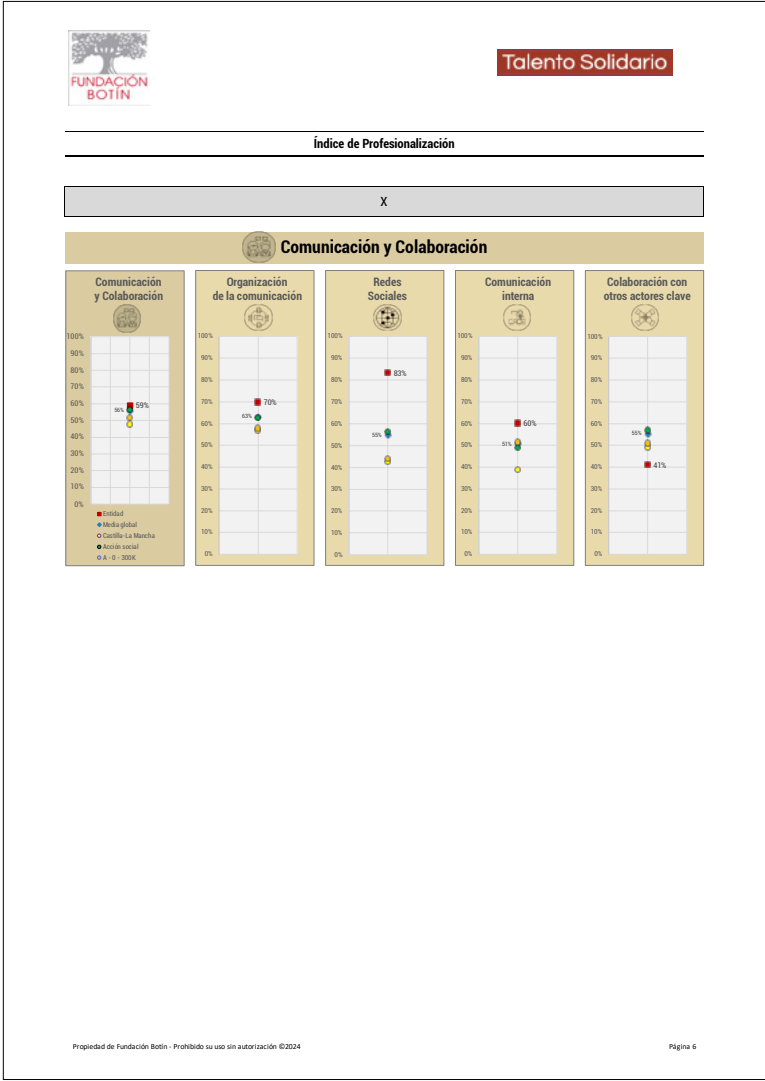 FUNDACIÓN
BOTÍN
Talento Solidario
Índice de Profesionalización
X
Comunicación y Colaboración
Comunicación
y Colaboración
100%
90%
80%
70%
60%
50%
40%
30%
20%
10%
0%
59%
56%
Entidad
Media global
Castilla-La Mancha
Acción social
A - 0 - 300K
Organización
de la comunicación
100%
90%
80%
70%
60%
50%
40%
30%
20%
10%
0%
70%
63%
Redes
Sociales
100%
90%
80%
70%
60%
50%
40%
30%
20%
10%
0%
83%
55%
Comunicación
interna
100%
90%
80%
70%
60%
50%
40%
30%
20%
10%
0%
60%
51%
Colaboración con
otros actores clave
100%
90%
80%
70%
60%
50%
40%
30%
20%
10%
0%
55%
41%
Propiedad de Fundación Botín - Prohibido su uso sin autorización ©2024
Página 6